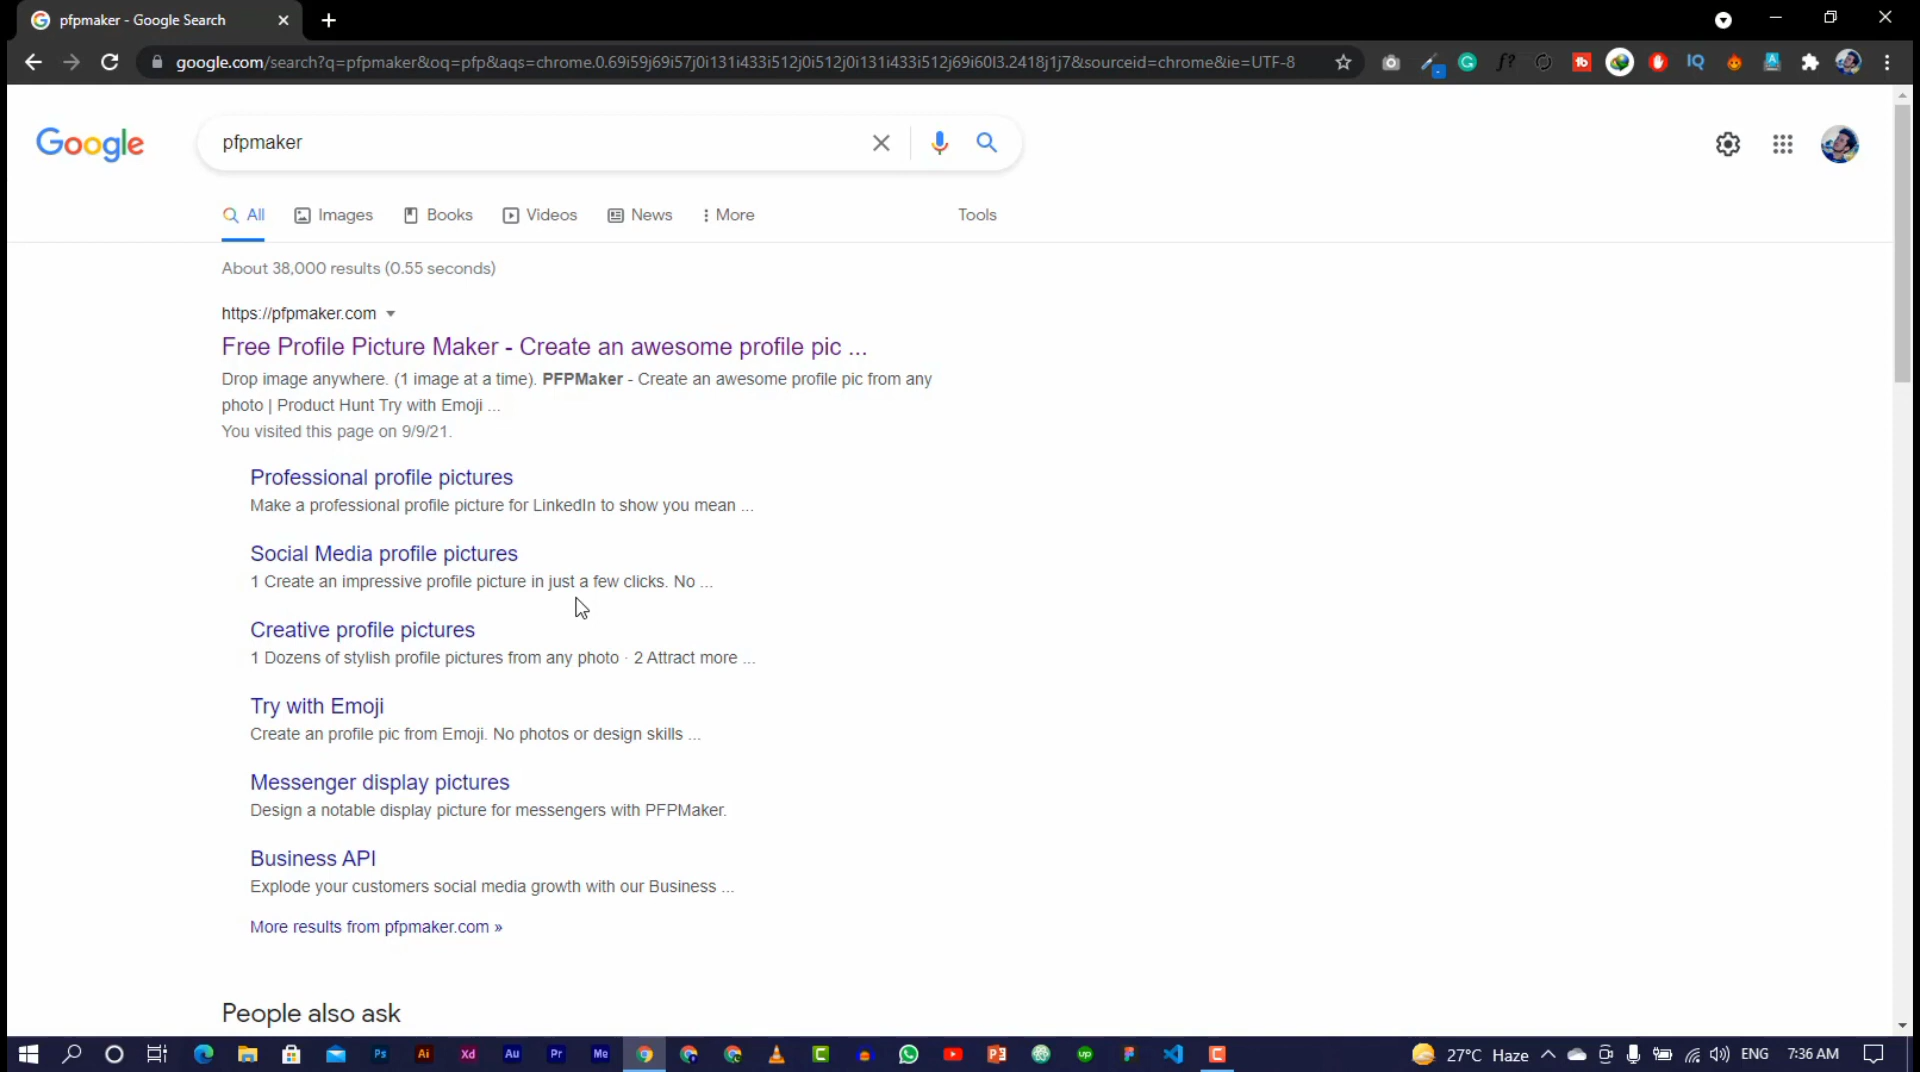 pfpmaker - Google Search
google.com/search?q=pfpmaker&oq=pfp&aqs=chrome.0.69i59j69i57j0i131i433i512j0i512j0i131i433i512j69i60l3.2418j1j7&sourceid=chrome&ie=UTF-8
Google
pfpmaker
All Images Books Videos News More Tools
About 38,000 results (0.55 seconds)
https://pfpmaker.com
Free Profile Picture Maker - Create an awesome profile pic ...
Drop image anywhere. (1 image at a time). PFPMaker - Create an awesome profile pic from any
photo | Product Hunt Try with Emoji ...
You visited this page on 9/9/21.
Professional profile pictures
Make a professional profile picture for LinkedIn to show you mean ...
Social Media profile pictures
1 Create an impressive profile picture in just a few clicks. No ...
Creative profile pictures
1 Dozens of stylish profile pictures from any photo · 2 Attract more ...
Try with Emoji
Create an profile pic from Emoji. No photos or design skills ...
Messenger display pictures
Design a notable display picture for messengers with PFPMaker.
Business API
Explode your customers social media growth with our Business ...
More results from pfpmaker.com »
People also ask
Ps Ai Xd Au Pr Me 27°C Haze ENG 7:36 AM